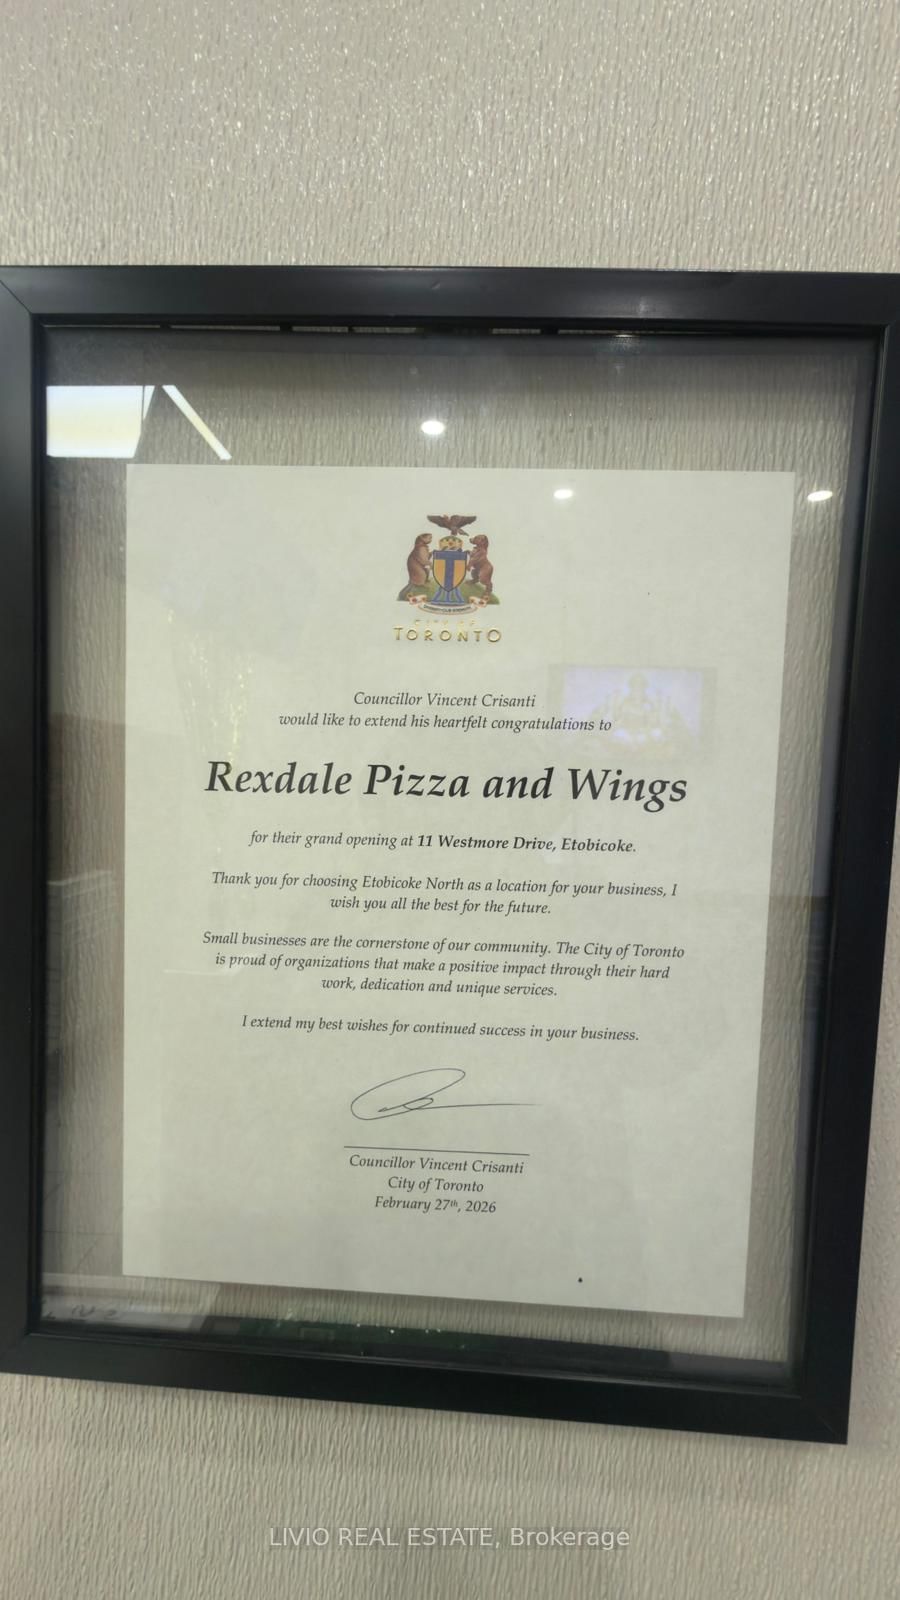 CITY OF
TORONTO
Councillor Vincent Crisanti
would like to extend his heartfelt congratulations to
Rexdale Pizza and Wings
for their grand opening at 11 Westmore Drive, Etobicoke.
Thank you for choosing Etobicoke North as a location for your business, I
wish you all the best for the future.
Small businesses are the cornerstone of our community. The City of Toronto
is proud of organizations that make a positive impact through their hard
work, dedication and unique services.
I extend my best wishes for continued success in your business.
Councillor Vincent Crisanti
City of Toronto
February 27th, 2026
LIVIO REAL ESTATE, Brokerage